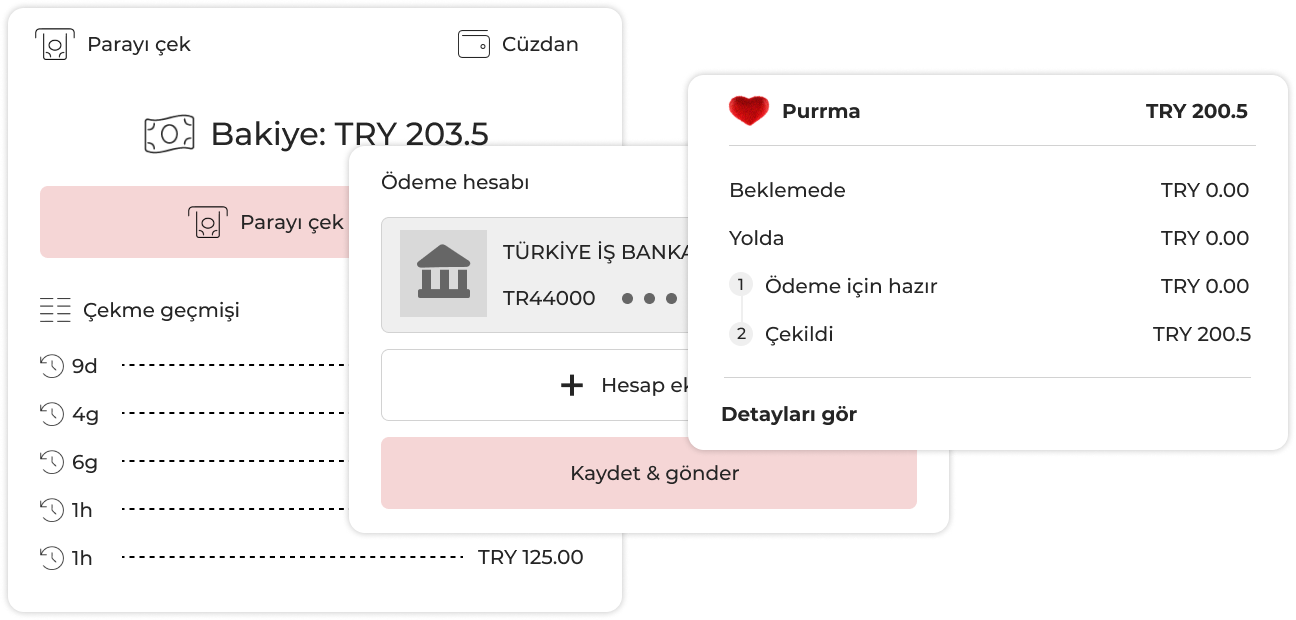 Parayı çek
Cüzdan
Bakiye: TRY 203.5
Parayı çek
Çekme geçmişi
9d
4g
6g
1h
1h TRY 125.00
Ödeme hesabı
TÜRKİYE İŞ
TR44000
Hesap
Kaydet & gönder
Purrma TRY 200.5
Beklemede TRY 0.00
Yolda TRY 0.00
1 Ödeme için hazır TRY 0.00
2 Çekildi TRY 200.5
Detayları gör